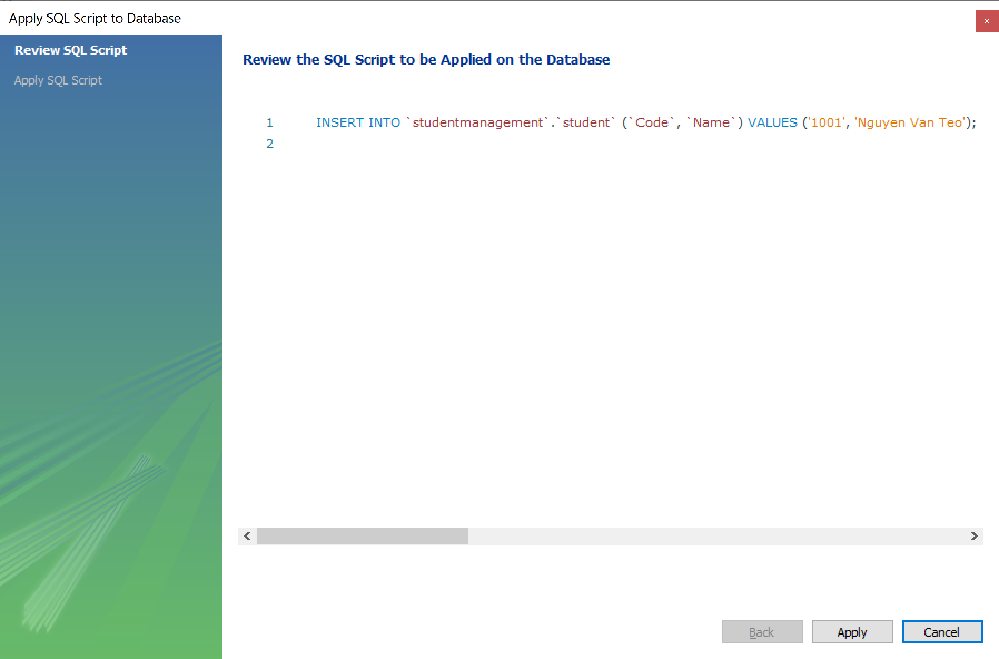 Apply SQL Script to Database
×
Review SQL Script
Apply SQL Script
Review the SQL Script to be Applied on the Database
1 INSERT INTO `studentmanagement`.`student` (`Code`, `Name`) VALUES ('1001', 'Nguyen Van Teo');
2
Back Apply Cancel